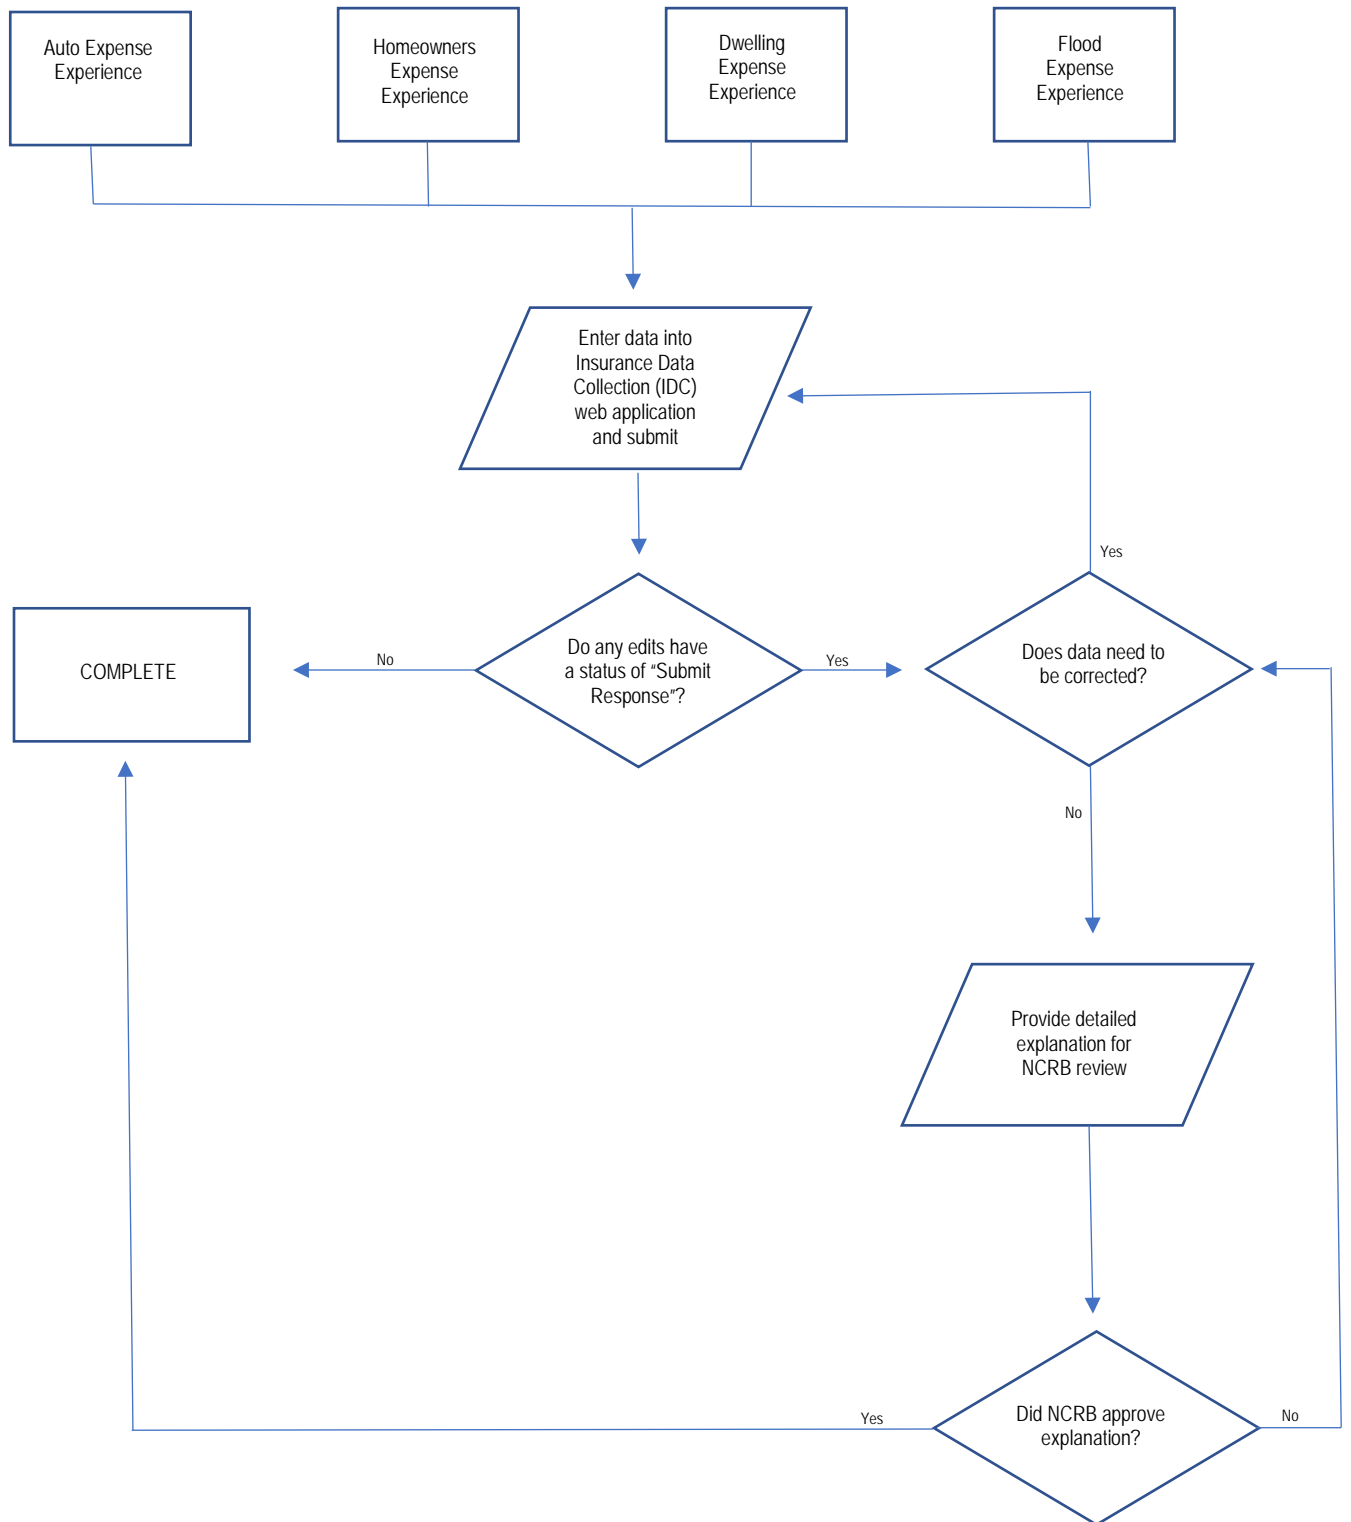 Auto Expense
Experience
Homeowners
Expense
Experience
Dwelling
Expense
Experience
Flood
Expense
Experience
Enter data into
Insurance Data
Collection (IDC)
web application
and submit
Yes
Do any edits have
a status of “Submit
Response”?
No
Yes
COMPLETE
Does data need to
be corrected?
No
Provide detailed
explanation for
NCRB review
Did NCRB approve
explanation?
Yes
No